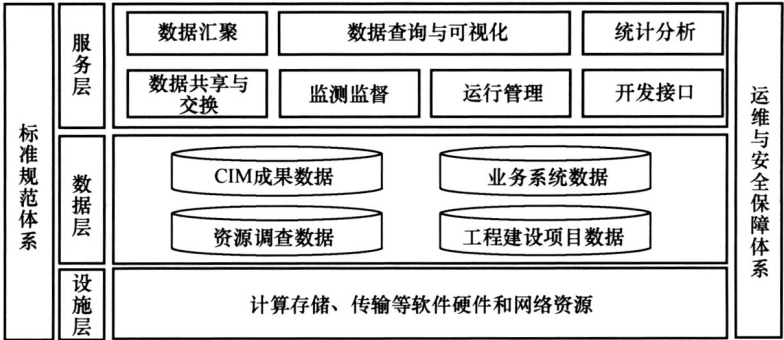 标准规范体系
服务层
数据汇聚
数据查询与可视化
统计分析
数据共享与
交换
监测监督
运行管理
开发接口
数据层
CIM成果数据
业务系统数据
资源调查数据
工程建设项目数据
设施层
计算存储、传输等软件硬件和网络资源
运维与安全保障体系